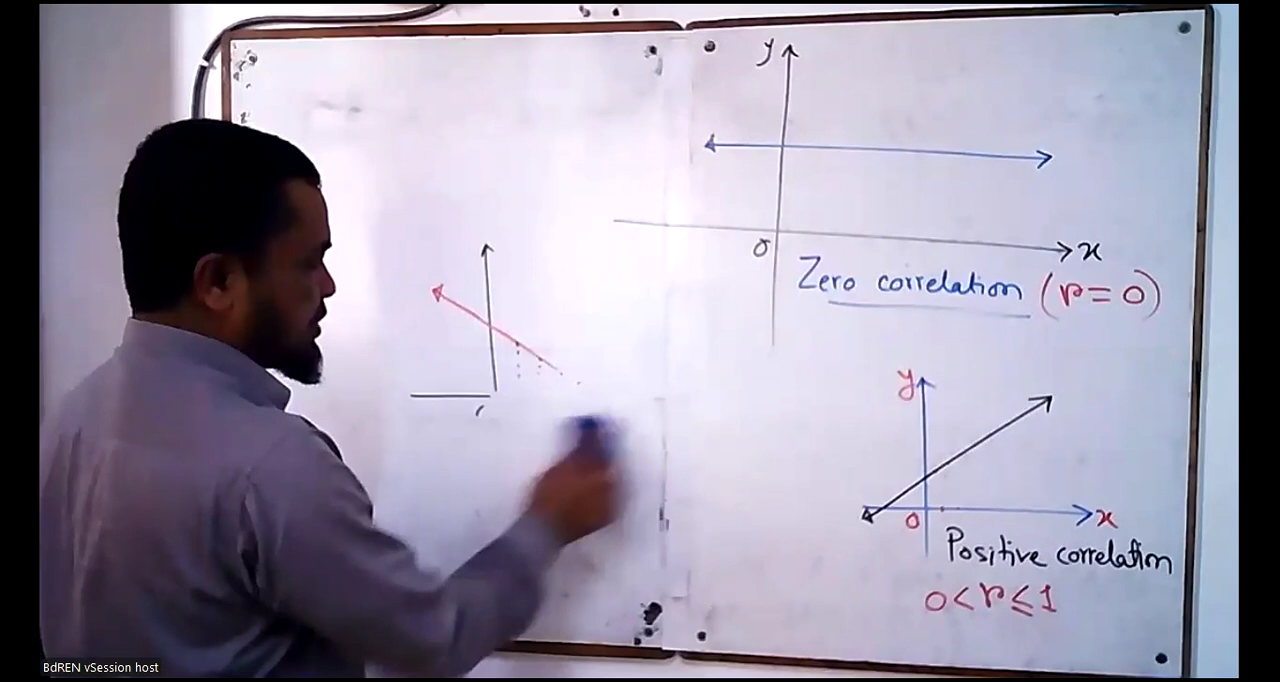 y
x
0
Zero correlation (r = 0)
y
x
0
Positive correlation
0 < r ≤ 1
BdREN vSession host